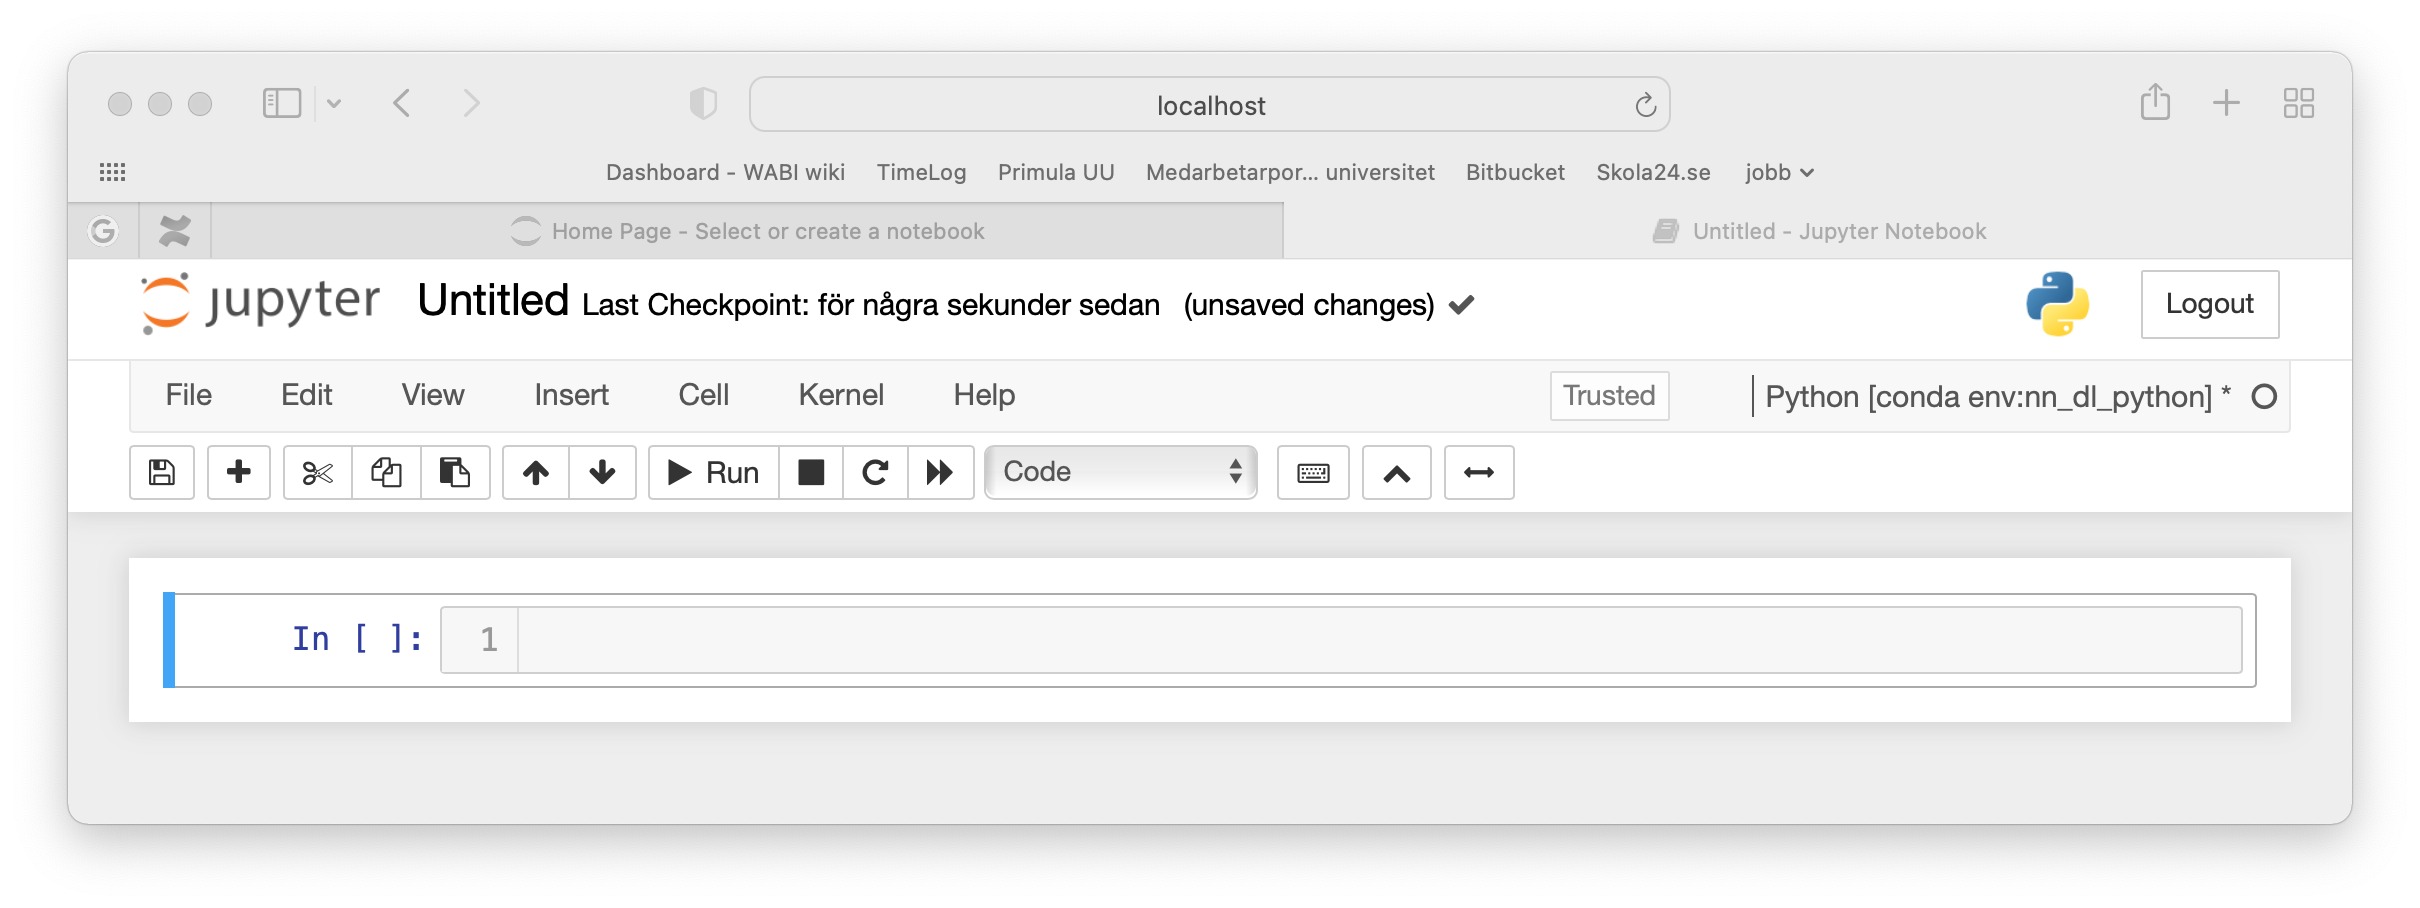 localhost
Dashboard - WABI wiki TimeLog Primula UU Medarbetarpor... universitet Bitbucket Skola24.se jobb
G Home Page - Select or create a notebook Untitled - Jupyter Notebook
jupyter Untitled Last Checkpoint: för några sekunder sedan (unsaved changes) Logout
File Edit View Insert Cell Kernel Help Trusted Python [conda env:nn_dl_python] *
Run Code
In [ ]: 1